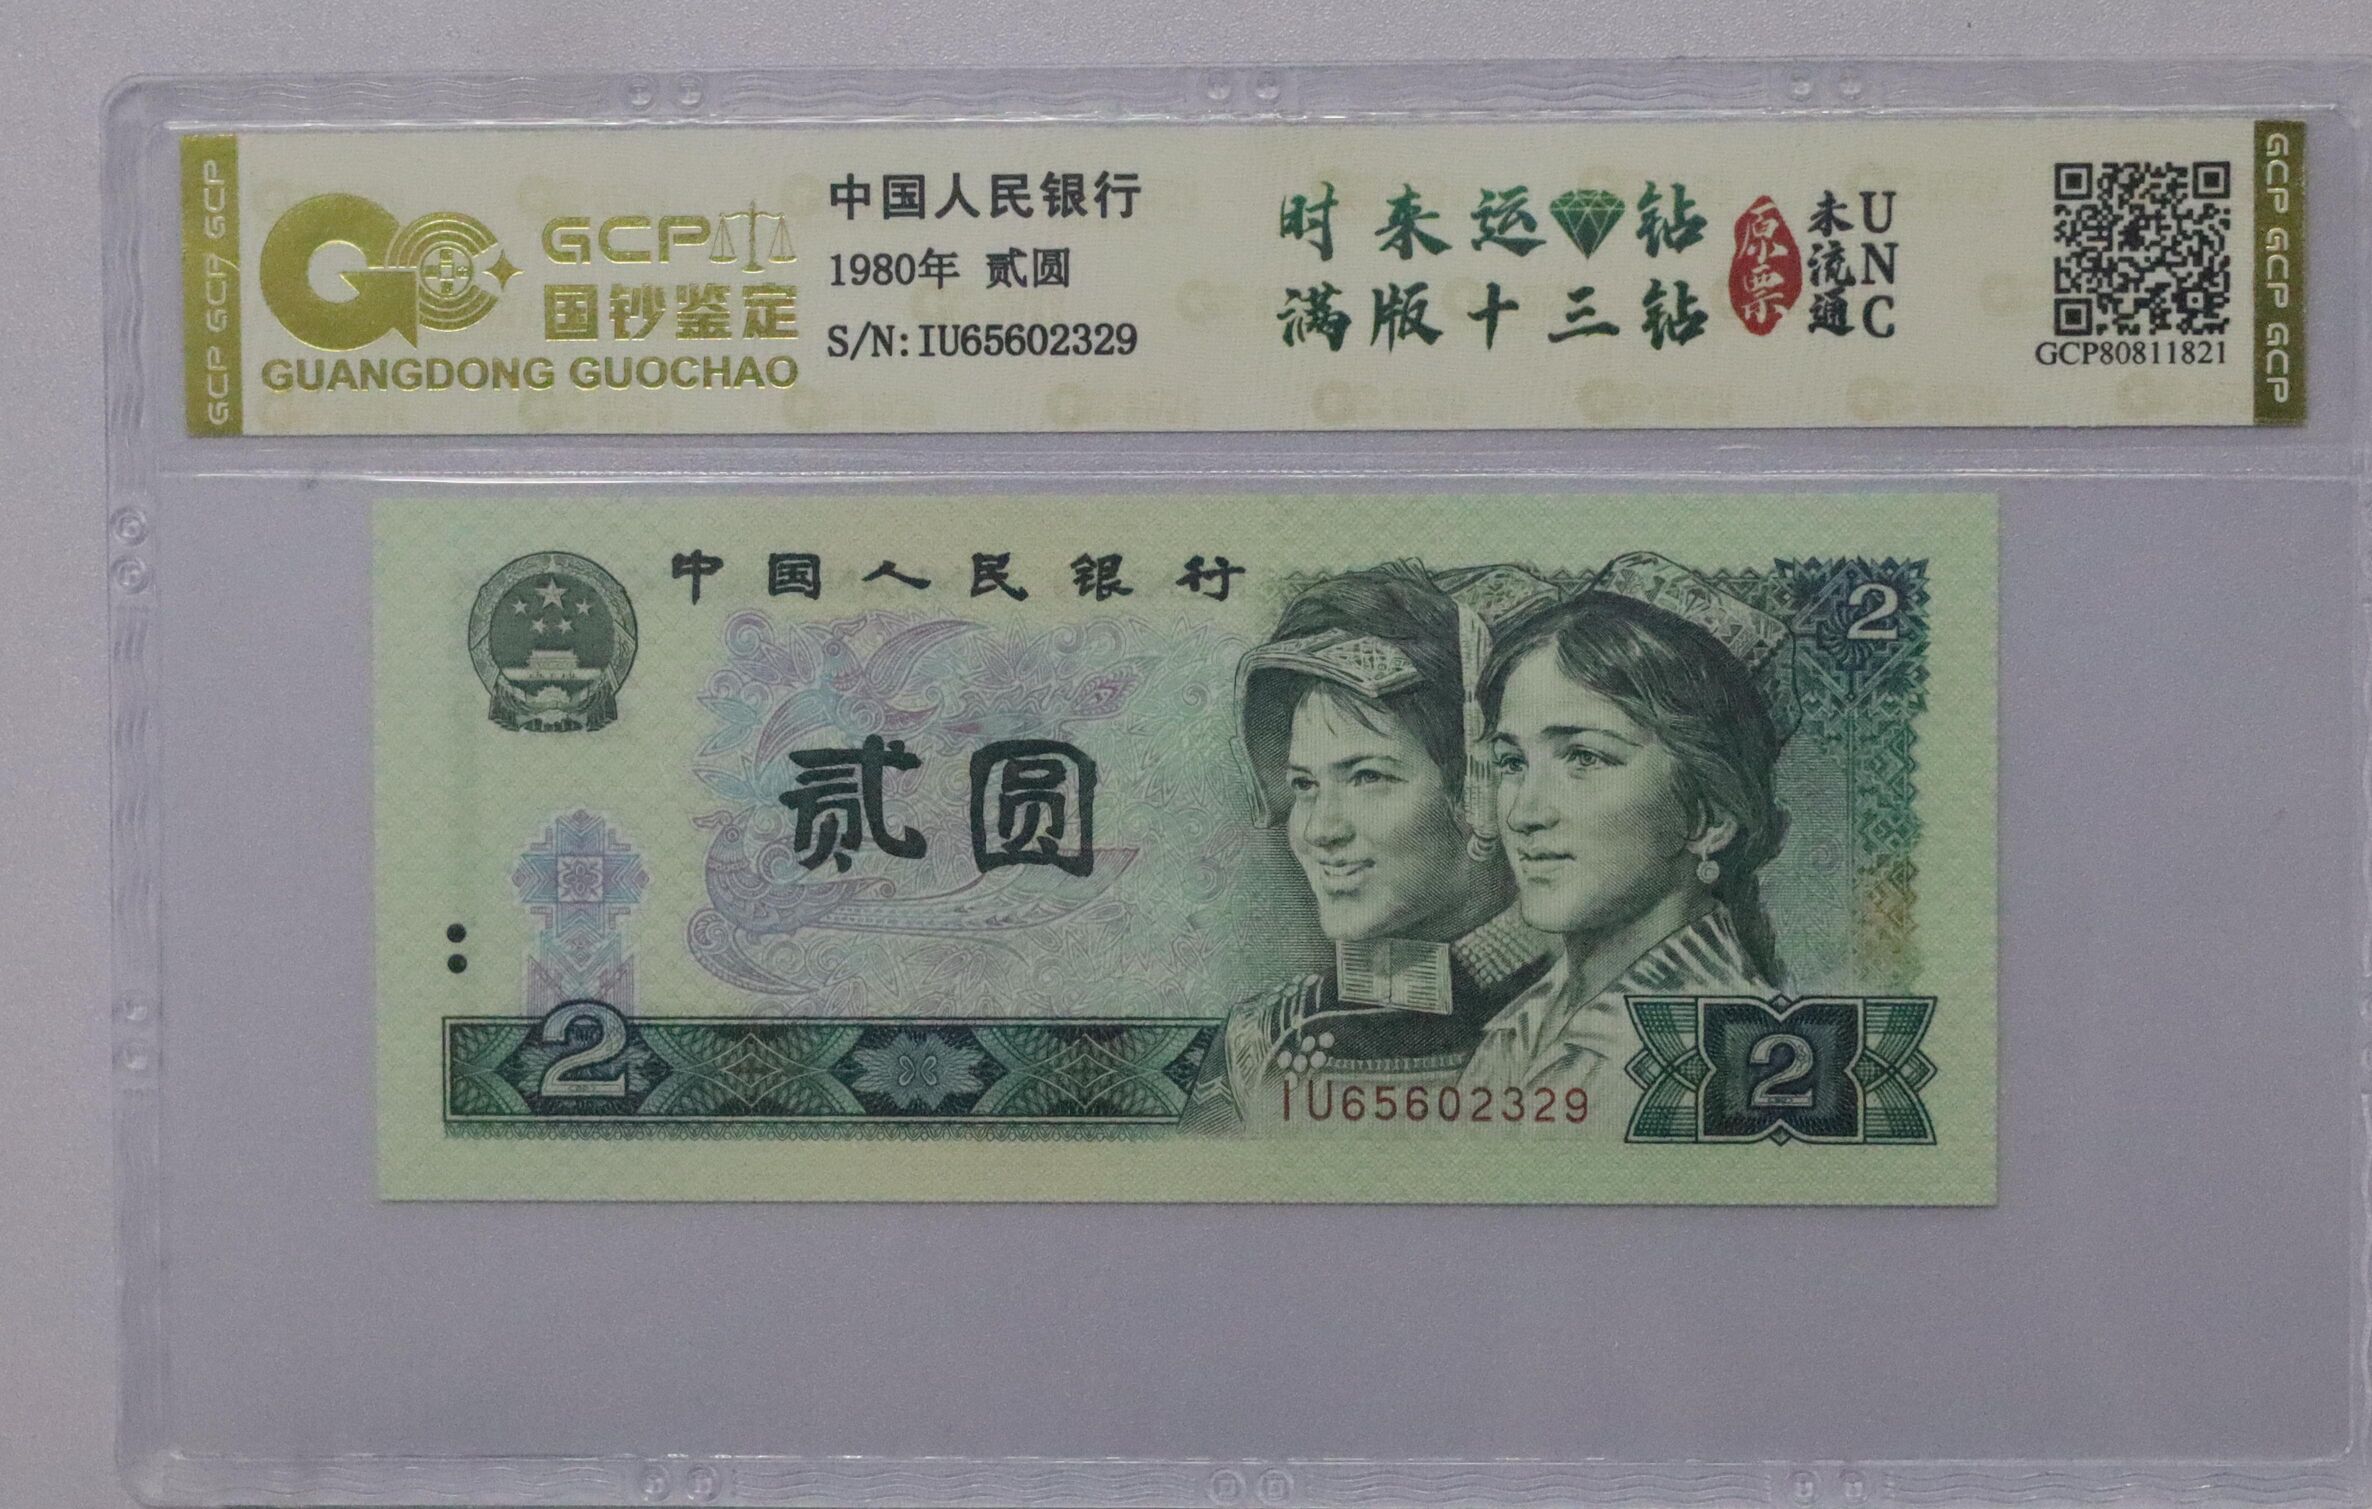 GCP GCP GCP
GCP
国钞鉴定
GUANGDONG GUOCHAO
中国人民银行
1980年 贰圆
S/N:IU65602329
时来运钻
满版十三钻
原票
未流通
UNC
GCP80811821
GCP GCP GCP
中国人民银行
2
贰圆
2
IU65602329
2